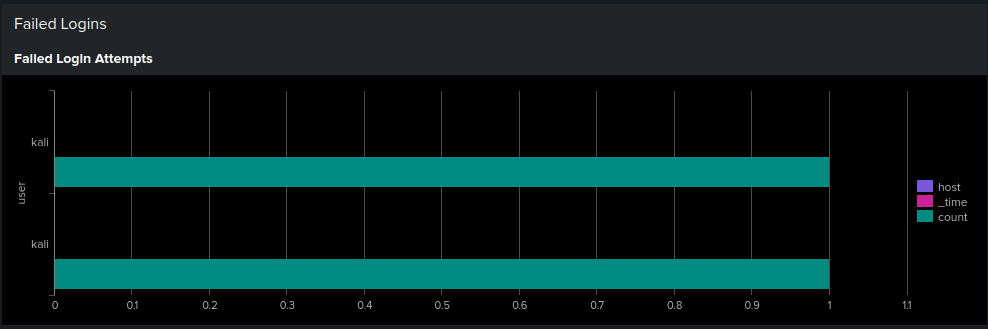 Failed Logins
Failed Login Attempts
kali
kali
user
0 0.1 0.2 0.3 0.4 0.5 0.6 0.7 0.8 0.9 1 1.1
host
_time
count